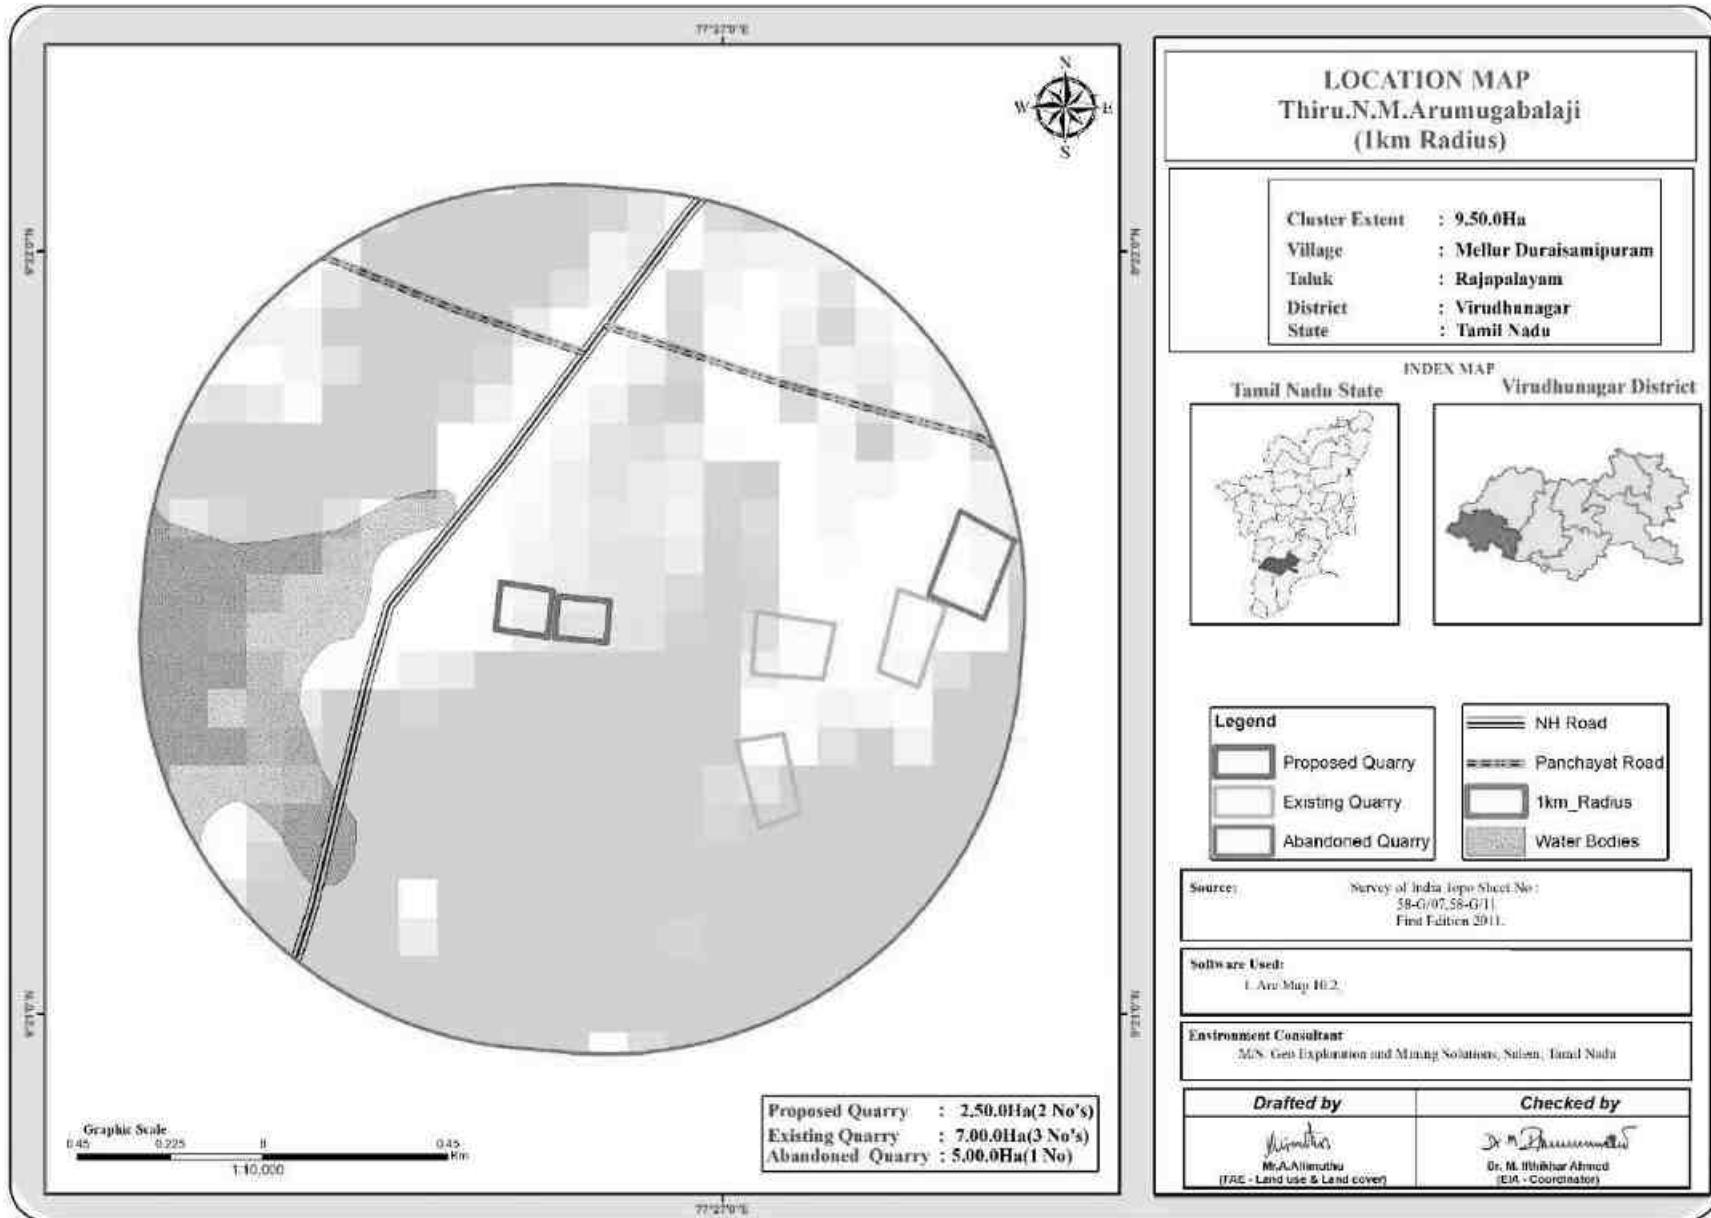 77°27'0"E
N
W E
S
9°22'0"N
9°22'0"N
9°21'0"N
9°21'0"N
77°27'0"E
Graphic Scale
0.45 0.225 0 0.45
Km
1:10,000
Proposed Quarry : 2.50.0Ha(2 No's)
Existing Quarry : 7.00.0Ha(3 No's)
Abandoned Quarry : 5.00.0Ha(1 No)
LOCATION MAP
Thiru.N.M.Arumugabalaji
(1km Radius)
Cluster Extent : 9.50.0Ha
Village : Mellur Duraisamipuram
Taluk : Rajapalayam
District : Virudhunagar
State : Tamil Nadu
INDEX MAP
Tamil Nadu State
Virudhunagar District
Legend
Proposed Quarry
Existing Quarry
Abandoned Quarry
NH Road
Panchayat Road
1km_Radius
Water Bodies
Source: Survey of India Topo Sheet No :
58-G/07,58-G/11
First Edition 2011.
Software Used:
1. Arc Map 10.2,
Environment Consultant
M/S. Geo Exploration and Mining Solutions, Salem, Tamil Nadu
Drafted by Checked by
Mr.A.Allimuthu
(FAE - Land use & Land cover)
Dr. M. Ifthikhar Ahmed
(EIA - Coordinator)